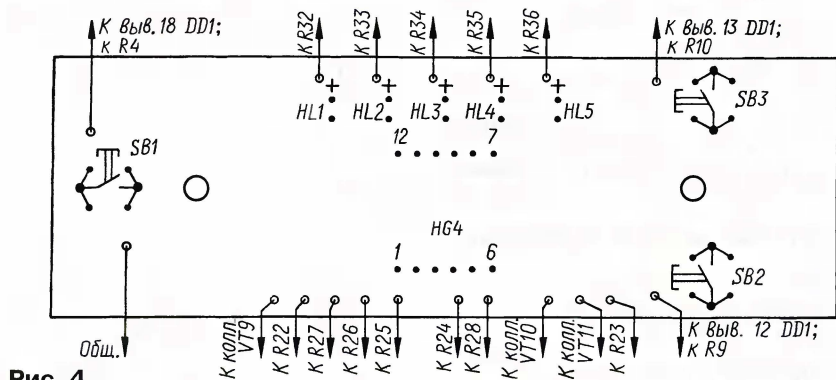 К выв. 18 DD1;
к R4
К R32
К R33
К R34
К R35
К R36
К выв. 13 DD1;
к R10
HL1
HL2
HL3
HL4
HL5
SB3
12
7
SB1
HG4
1
6
SB2
Общ.
К колл.
VT9
К R22
К R27
К R26
К R25
К R24
К R28
К колл.
VT10
К колл.
VT11
К R23
К выв. 12 DD1;
к R9
Рис. 4